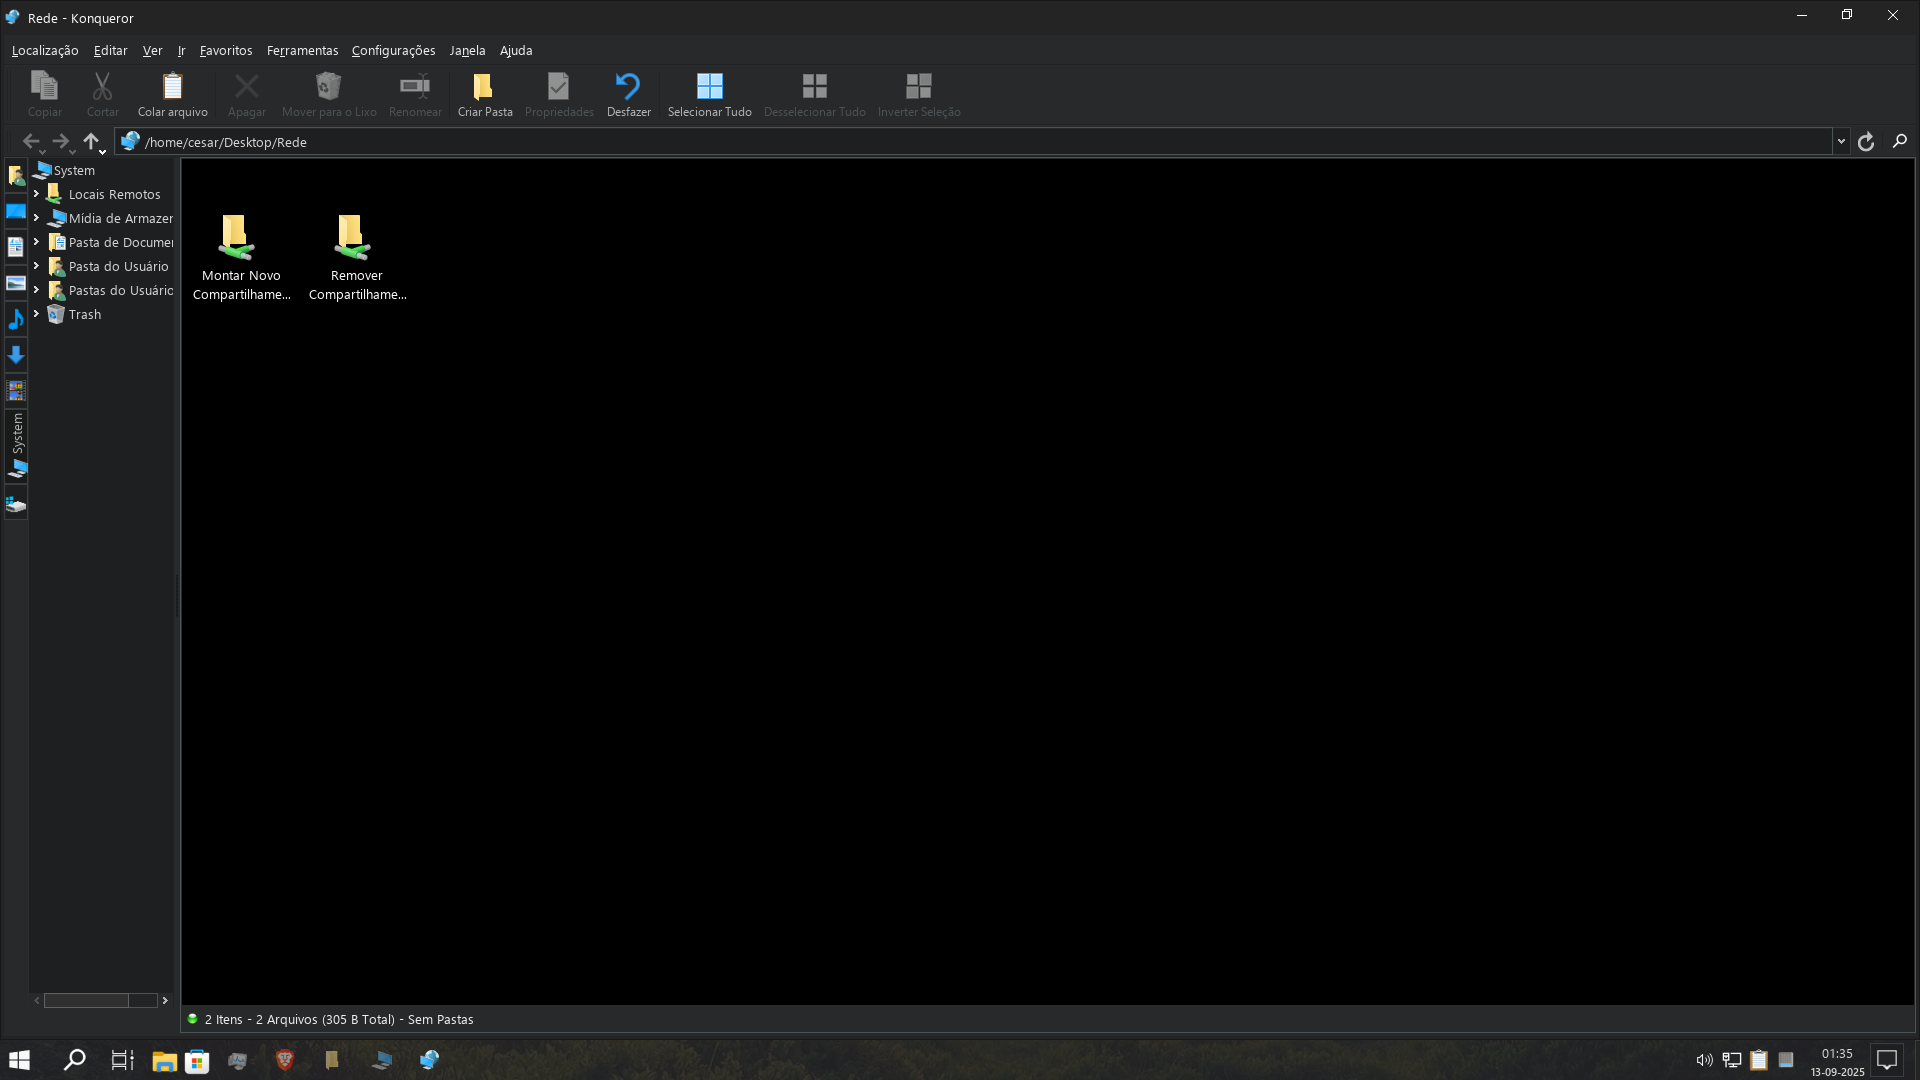 Rede - Konqueror
Localização Editar Ver Ir Favoritos Ferramentas Configurações Janela Ajuda
Copiar Cortar Colar arquivo Apagar Mover para o Lixo Renomear Criar Pasta Propriedades Desfazer Selecionar Tudo Desselecionar Tudo Inverter Seleção
/home/cesar/Desktop/Rede
System
Locais Remotos
Mídia de Armazer
Pasta de Documer
Pasta do Usuário
Pastas do Usuário
Trash
System
Montar Novo
Compartilhame...
Remover
Compartilhame...
2 Itens - 2 Arquivos (305 B Total) - Sem Pastas
01:35
13-09-2025